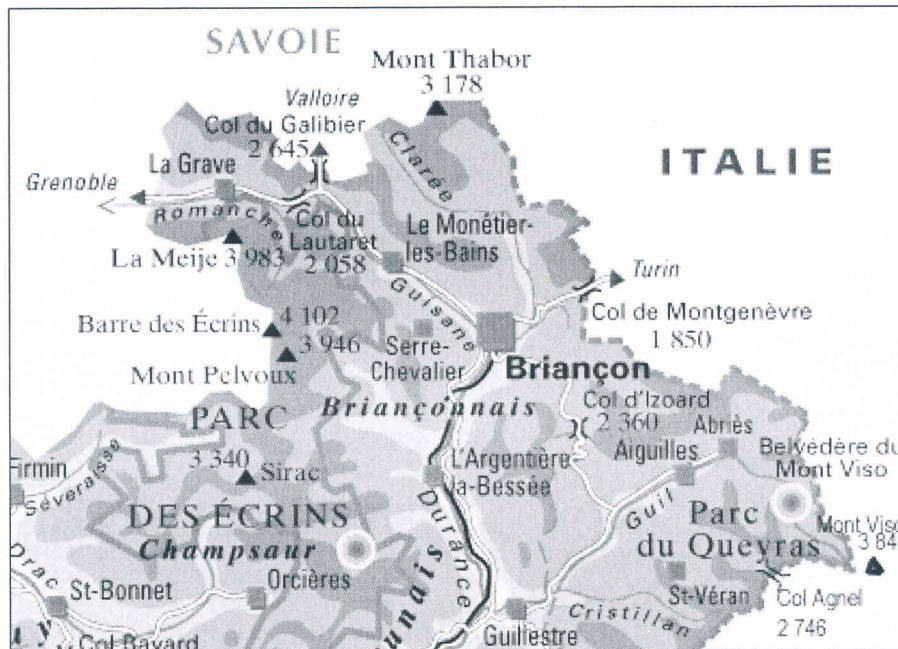 SAVOIE
Mont Thabor
3 178
Valloire
Col du Galibier
2 645
Clarée
ITALIE
La Grave
Grenoble
Romanche
Col du
Lautaret
2 058
Le Monêtier-
les-Bains
La Meije 3 983
Turin
Guisane
Col de Montgenèvre
1 850
Barre des Écrins
4 102
3 946
Mont Pelvoux
Serre-
Chevalier
Briançon
PARC
Briançonnais
Col d'Izoard
2 360
Abriès
Aiguilles
Belvédère du
Mont Viso
Firmin
Séveraisse
3 340
Sirac
L'Argentière
la-Bessée
Guil
DES ÉCRINS
Champsaur
Durance
Parc
du Queyras
Mont Viso
3 84
Drac
St-Bonnet
Orcières
unais
St-Véran
Col Agnel
2 746
Cristillan
Guillestre
Col Bayard